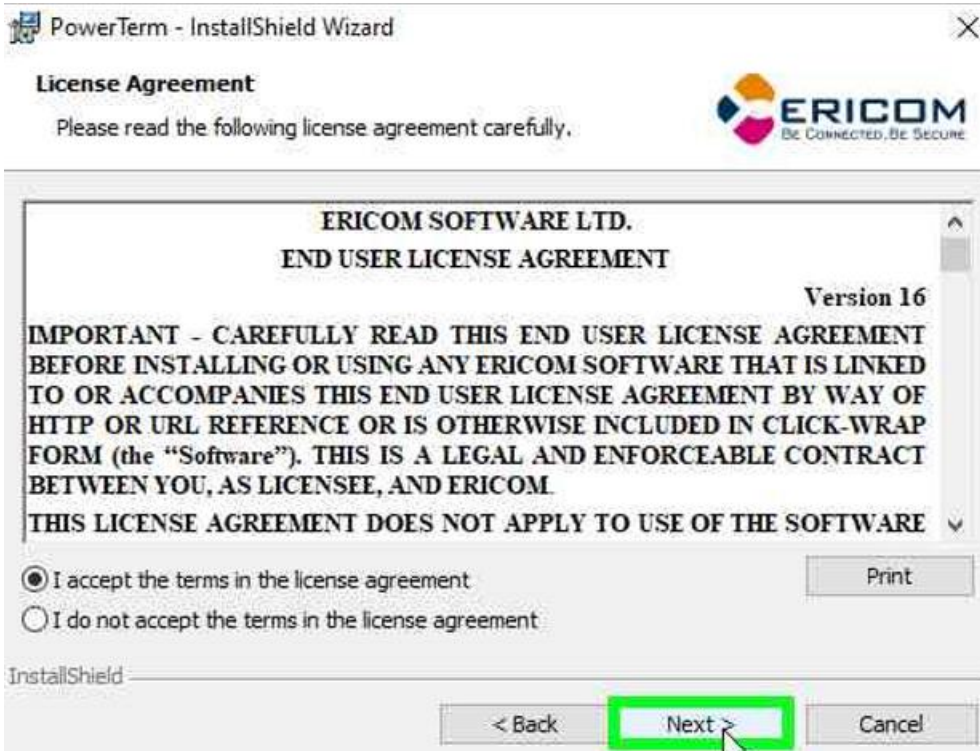 PowerTerm - InstallShield Wizard
License Agreement
Please read the following license agreement carefully.
ERICOM
BE CONNECTED, BE SECURE
ERICOM SOFTWARE LTD.
END USER LICENSE AGREEMENT
Version 16
IMPORTANT - CAREFULLY READ THIS END USER LICENSE AGREEMENT
BEFORE INSTALLING OR USING ANY ERICOM SOFTWARE THAT IS LINKED
TO OR ACCOMPANIES THIS END USER LICENSE AGREEMENT BY WAY OF
HTTP OR URL REFERENCE OR IS OTHERWISE INCLUDED IN CLICK-WRAP
FORM (the “Software”). THIS IS A LEGAL AND ENFORCEABLE CONTRACT
BETWEEN YOU, AS LICENSEE, AND ERICOM.
THIS LICENSE AGREEMENT DOES NOT APPLY TO USE OF THE SOFTWARE
I accept the terms in the license agreement
Print
I do not accept the terms in the license agreement
InstallShield
< Back
Next >
Cancel